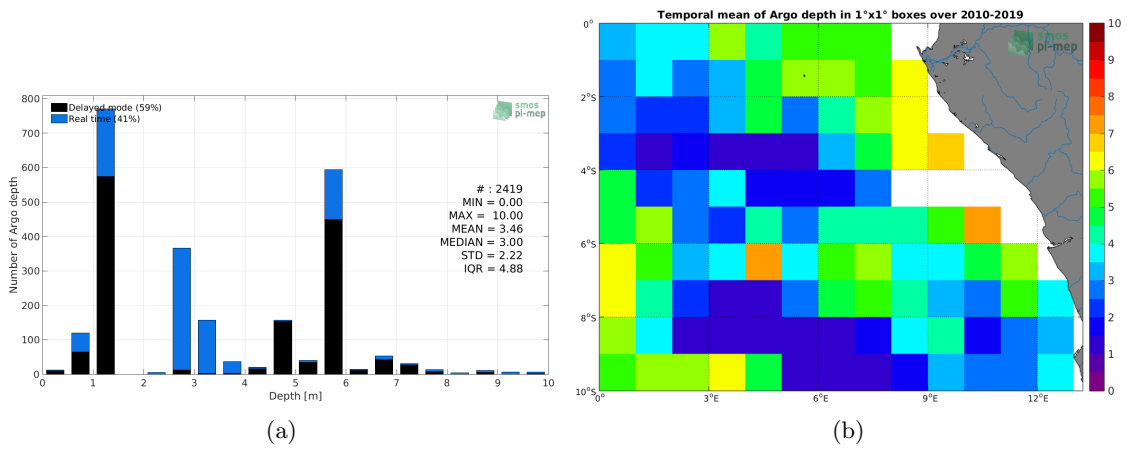 Number of Argo depth
800
700
600
500
400
300
200
100
0
Delayed mode (59%)
Real time (41%)
smos
pi-mep
# : 2419
MIN = 0.00
MAX = 10.00
MEAN = 3.46
MEDIAN = 3.00
STD = 2.22
IQR = 4.88
0 1 2 3 4 5 6 7 8 9 10
Depth [m]
(a)
Temporal mean of Argo depth in 1°x1° boxes over 2010-2019
smos
pi-mep
0°
2°S
4°S
6°S
8°S
10°S
0° 3°E 6°E 9°E 12°E
10
9
8
7
6
5
4
3
2
1
0
(b)